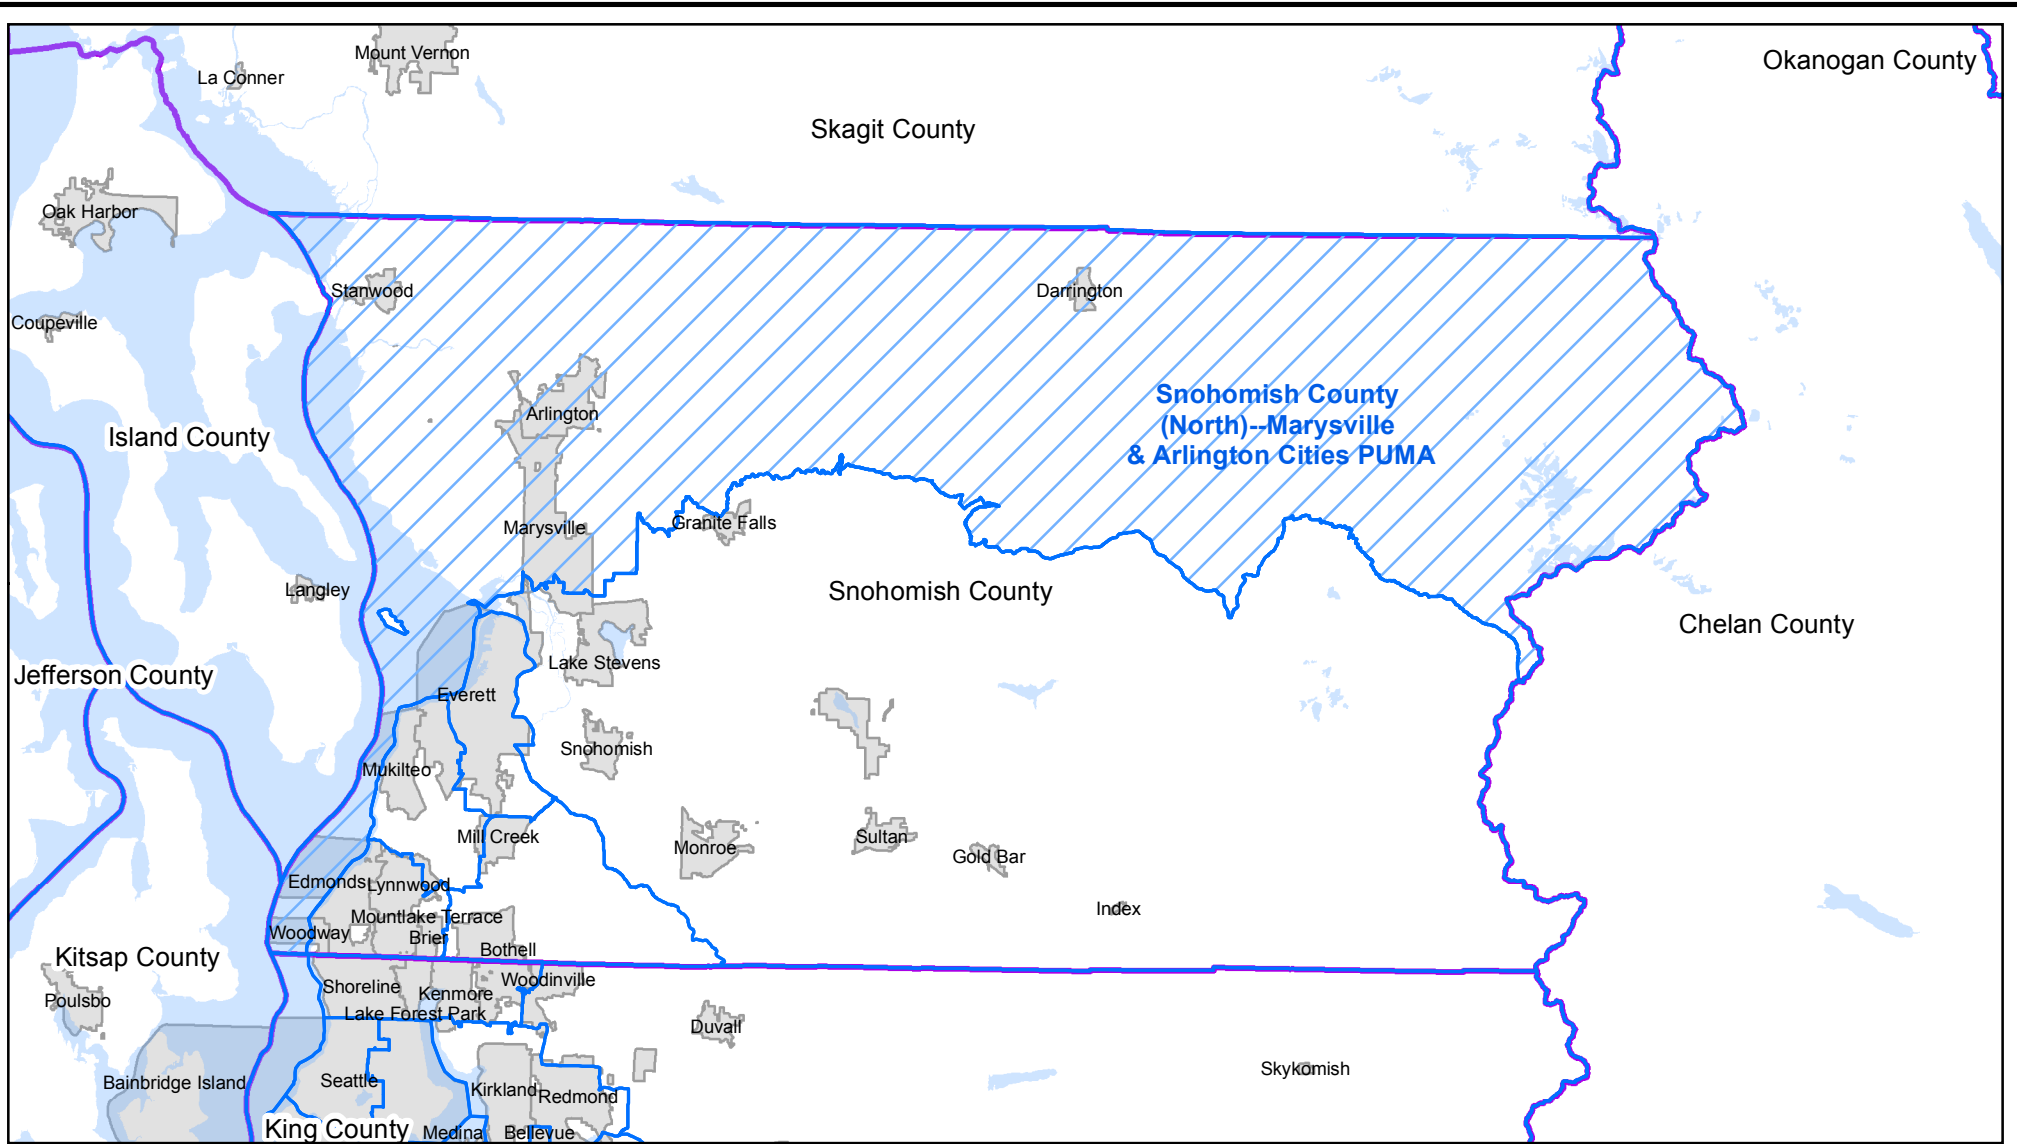 Mount Vernon
La Conner
Okanogan County
Skagit County
Oak Harbor
Stanwood
Darrington
Coupeville
Snohomish County
(North)--Marysville
& Arlington Cities PUMA
Arlington
Island County
Marysville
Granite Falls
Langley
Snohomish County
Chelan County
Lake Stevens
Jefferson County
Everett
Snohomish
Mukilteo
Mill Creek
Monroe
Sultan
Gold Bar
Edmonds
Lynnwood
Index
Mountlake Terrace
Woodway
Brier
Bothell
Kitsap County
Woodinville
Shoreline
Kenmore
Poulsbo
Lake Forest Park
Duvall
Skykomish
Bainbridge Island
Seattle
Kirkland
Redmond
King County
Medina
Bellevue